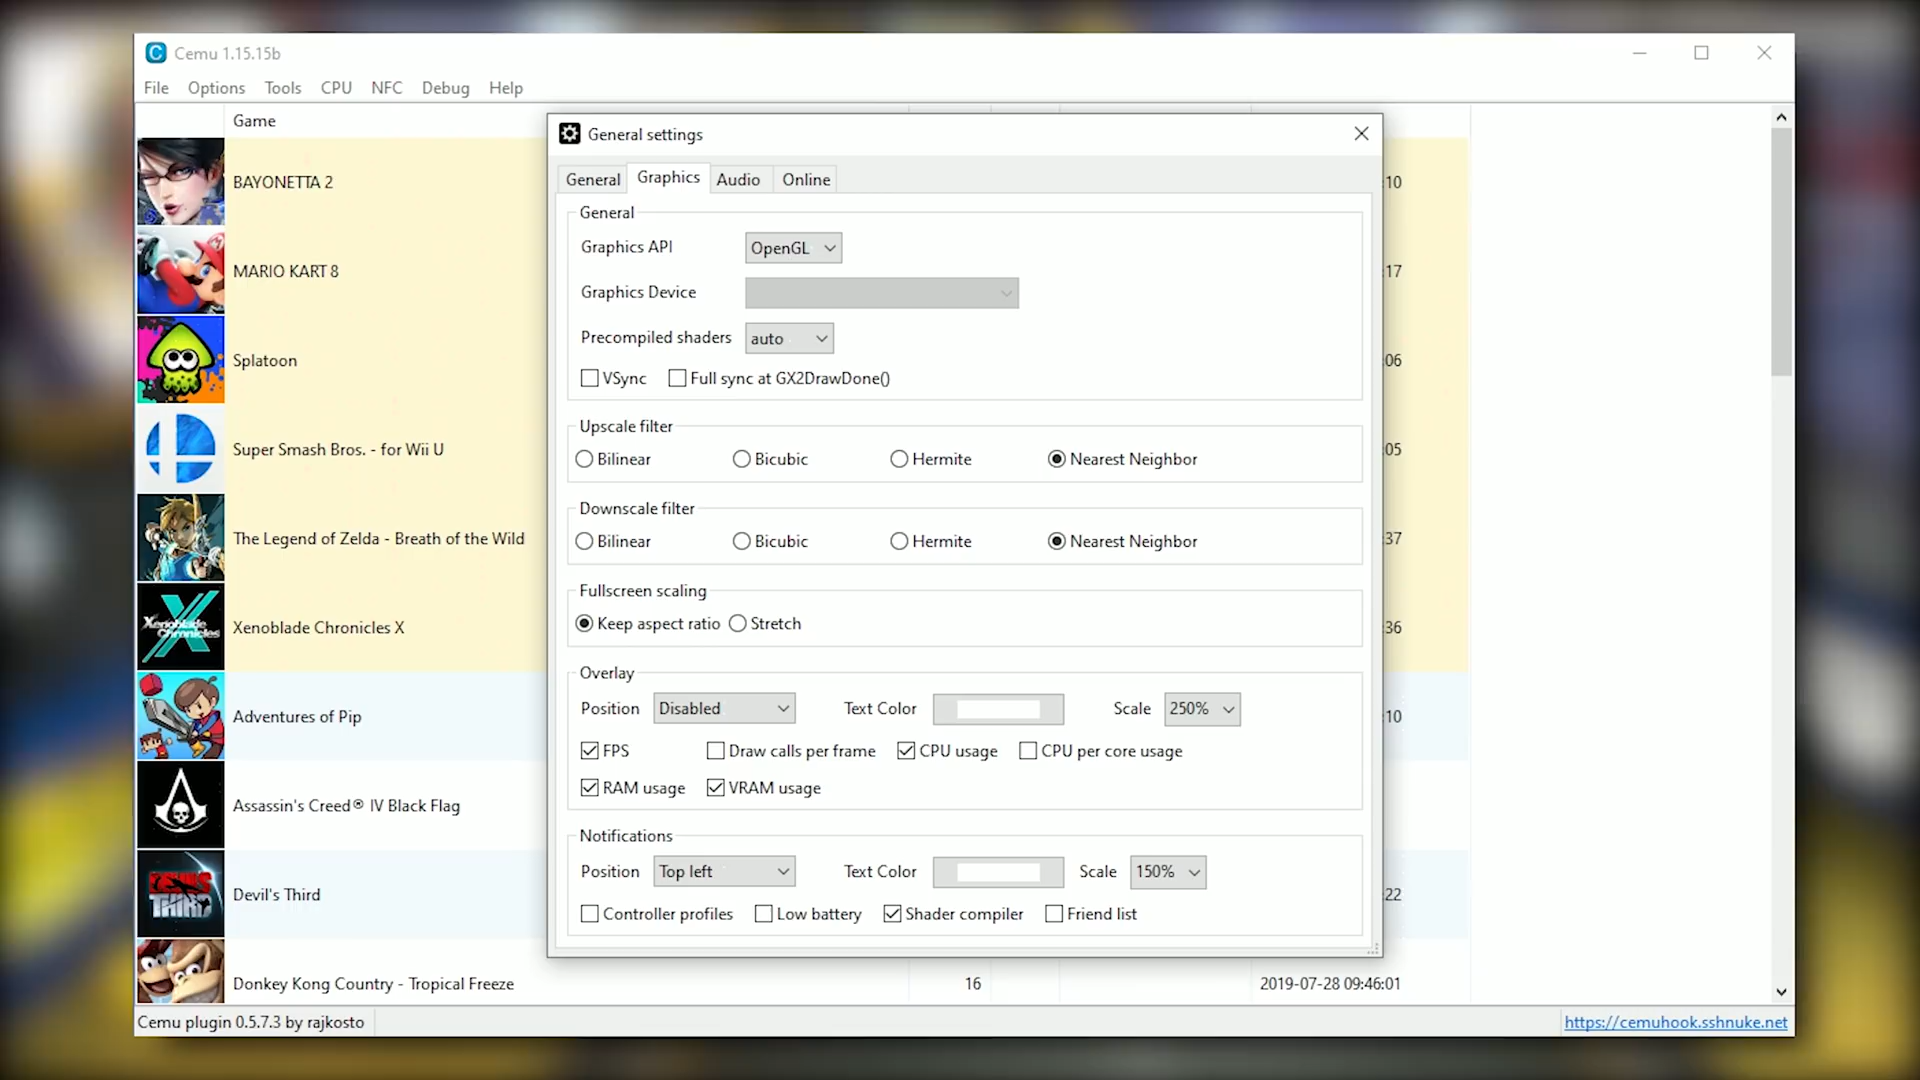 Cemu 1.15.15b
File Options Tools CPU NFC Debug Help
Game
BAYONETTA 2
:10
MARIO KART 8
:17
Splatoon
:06
Super Smash Bros. - for Wii U
:05
The Legend of Zelda - Breath of the Wild
:37
Xenoblade Chronicles
Xenoblade Chronicles X
:36
Adventures of Pip
:10
Assassin's Creed® IV Black Flag
DEVIL'S THIRD
Devil's Third
:22
Donkey Kong Country - Tropical Freeze
16
2019-07-28 09:46:01
Cemu plugin 0.5.7.3 by rajkosto
https://cemuhook.sshnuke.net
General settings
General Graphics Audio Online
General
Graphics API OpenGL
Graphics Device
Precompiled shaders auto
VSync Full sync at GX2DrawDone()
Upscale filter
Bilinear Bicubic Hermite Nearest Neighbor
Downscale filter
Bilinear Bicubic Hermite Nearest Neighbor
Fullscreen scaling
Keep aspect ratio Stretch
Overlay
Position Disabled Text Color Scale 250%
FPS Draw calls per frame CPU usage CPU per core usage
RAM usage VRAM usage
Notifications
Position Top left Text Color Scale 150%
Controller profiles Low battery Shader compiler Friend list